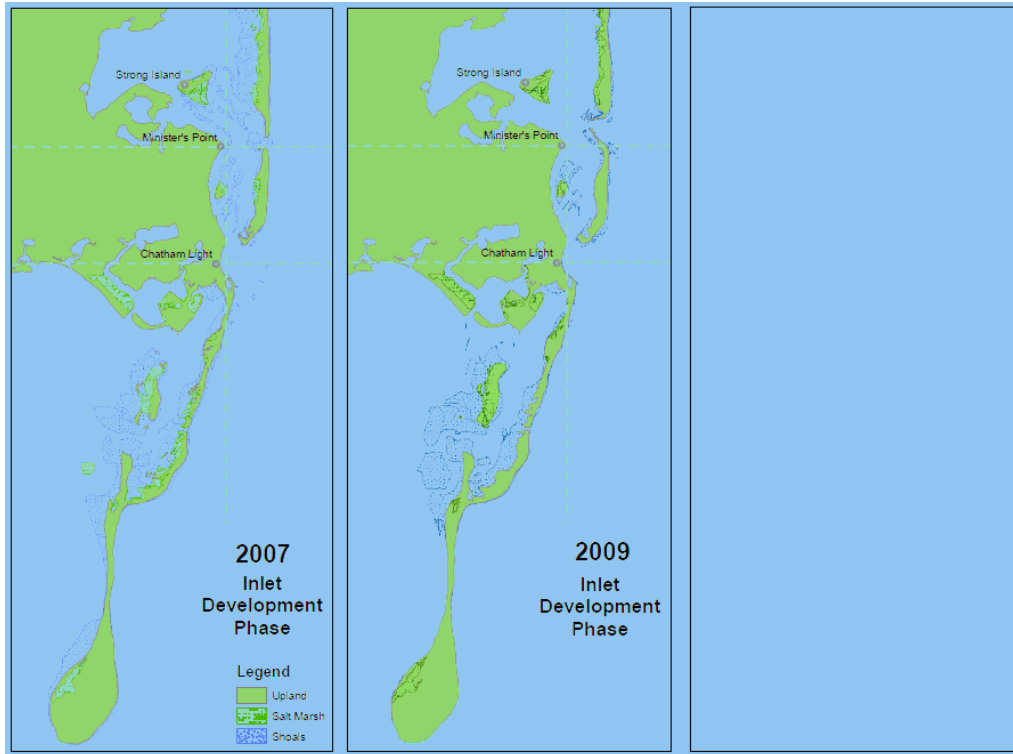 Strong Island
Minister's Point
Chatham Light
2007
Inlet
Development
Phase
Legend
Upland
Salt Marsh
Shoals
Strong Island
Minister's Point
Chatham Light
2009
Inlet
Development
Phase